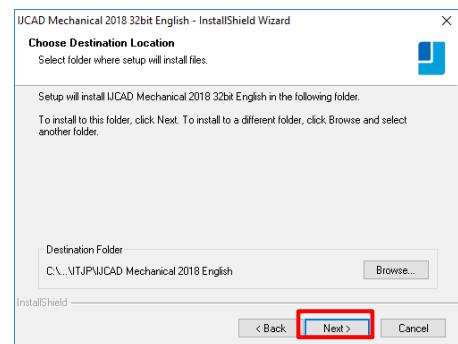 IJCAD Mechanical 2018 32bit English - InstallShield Wizard
Choose Destination Location
Select folder where setup will install files.
Setup will install IJCAD Mechanical 2018 32bit English in the following folder.
To install to this folder, click Next. To install to a different folder, click Browse and select
another folder.
Destination Folder
C:\...\ITJP\IJCAD Mechanical 2018 English
Browse...
InstallShield
< Back
Next >
Cancel